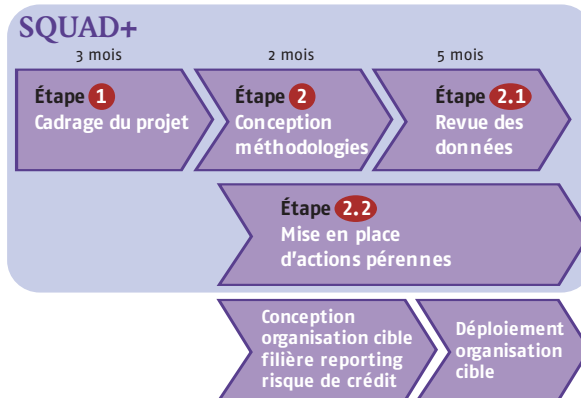 SQUAD+
3 mois
2 mois
5 mois
Étape 1
Cadrage du projet
Étape 2
Conception
méthodologies
Étape 2.1
Revue des
données
Étape 2.2
Mise en place
d'actions pérennes
Conception
organisation cible
filière reporting
risque de crédit
Déploiement
organisation
cible